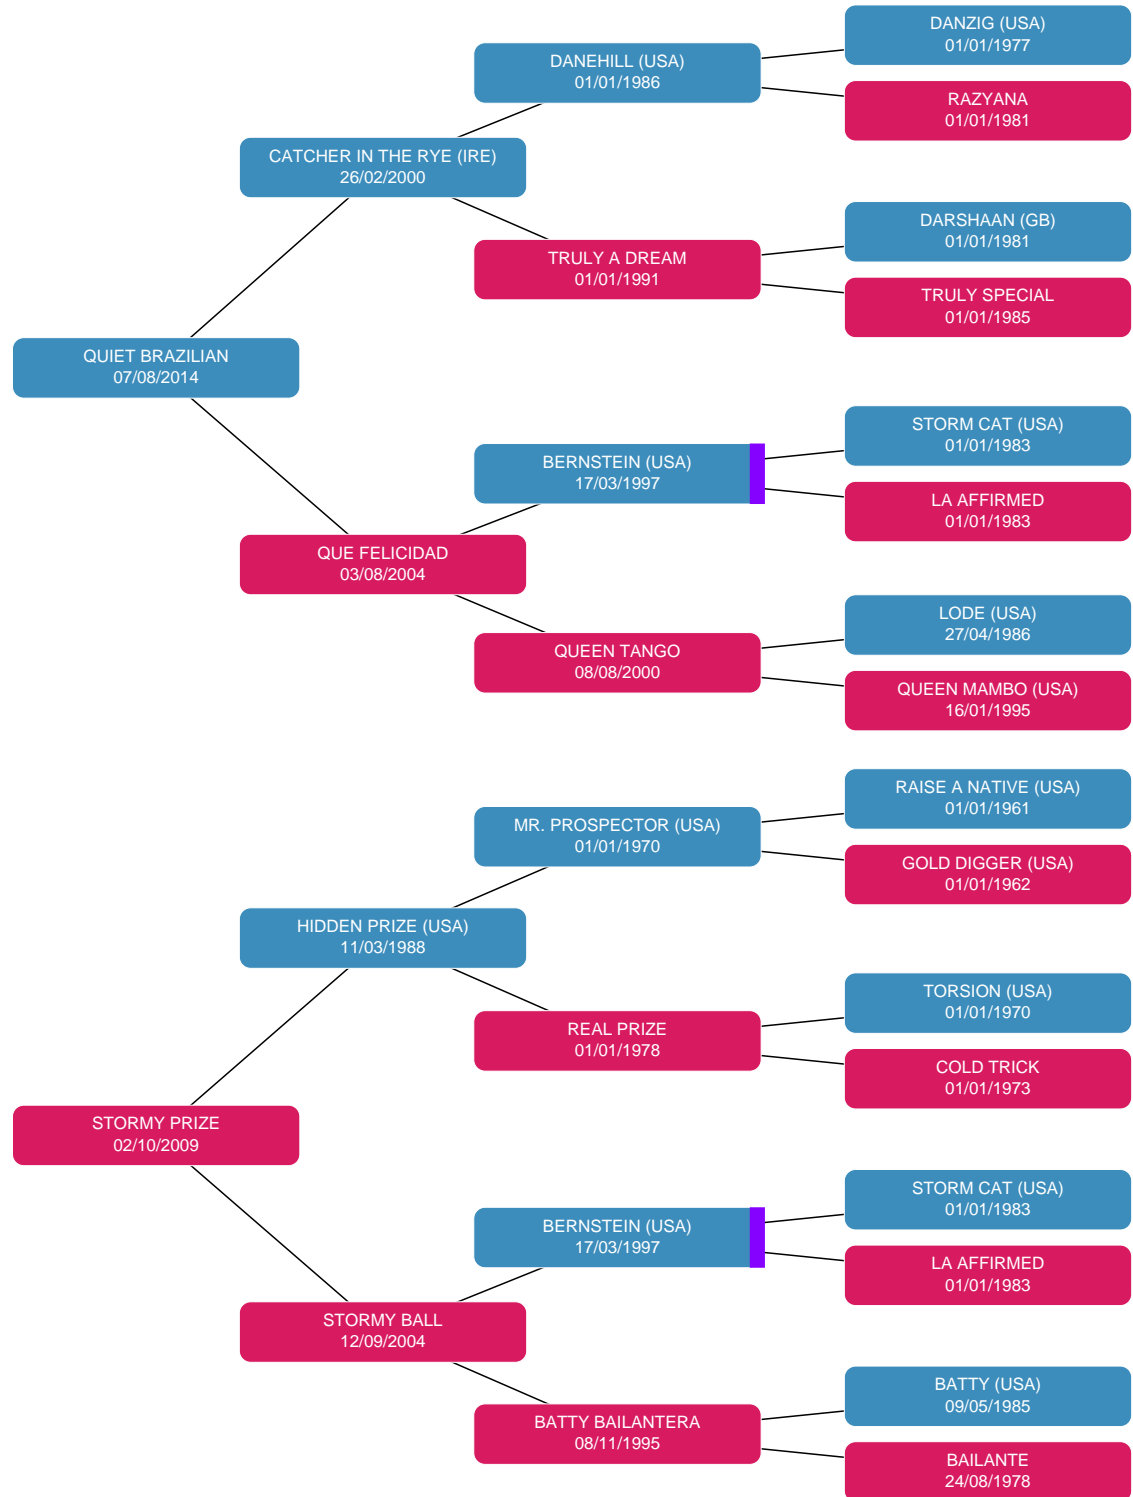 DANZIG (USA)
01/01/1977
DANEHILL (USA)
01/01/1986
RAZYANA
01/01/1981
CATCHER IN THE RYE (IRE)
26/02/2000
DARSHAAN (GB)
01/01/1981
TRULY A DREAM
01/01/1991
TRULY SPECIAL
01/01/1985
QUIET BRAZILIAN
07/08/2014
STORM CAT (USA)
01/01/1983
BERNSTEIN (USA)
17/03/1997
LA AFFIRMED
01/01/1983
QUE FELICIDAD
03/08/2004
LODE (USA)
27/04/1986
QUEEN TANGO
08/08/2000
QUEEN MAMBO (USA)
16/01/1995
RAISE A NATIVE (USA)
01/01/1961
MR. PROSPECTOR (USA)
01/01/1970
GOLD DIGGER (USA)
01/01/1962
HIDDEN PRIZE (USA)
11/03/1988
TORSION (USA)
01/01/1970
REAL PRIZE
01/01/1978
COLD TRICK
01/01/1973
STORMY PRIZE
02/10/2009
STORM CAT (USA)
01/01/1983
BERNSTEIN (USA)
17/03/1997
LA AFFIRMED
01/01/1983
STORMY BALL
12/09/2004
BATTY (USA)
09/05/1985
BATTY BAILANTERA
08/11/1995
BAILANTE
24/08/1978